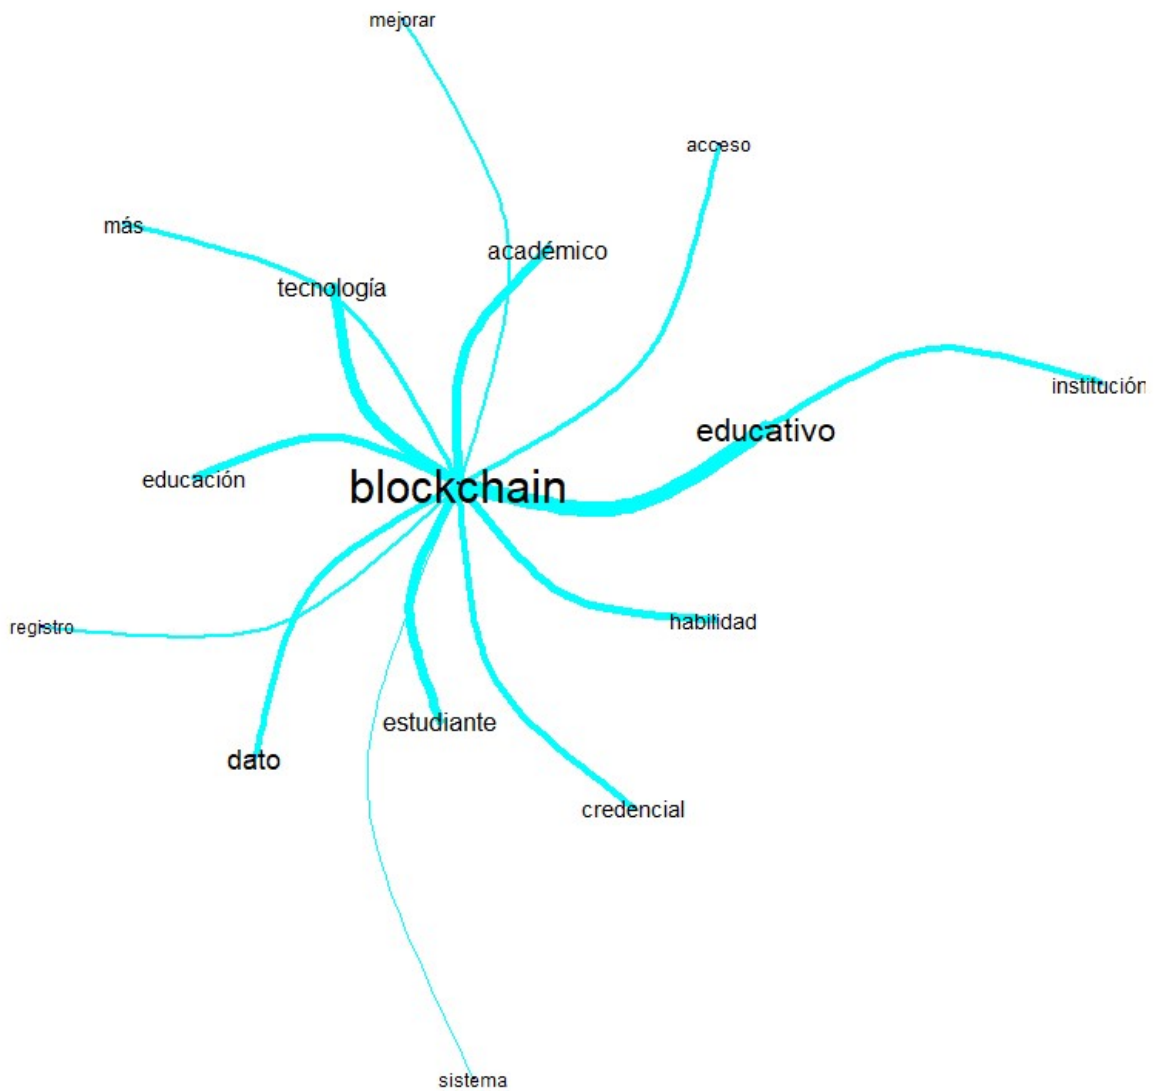 mejorar
acceso
más
académico
tecnología
institución
educativo
educación
blockchain
habilidad
registro
estudiante
dato
credencial
sistema